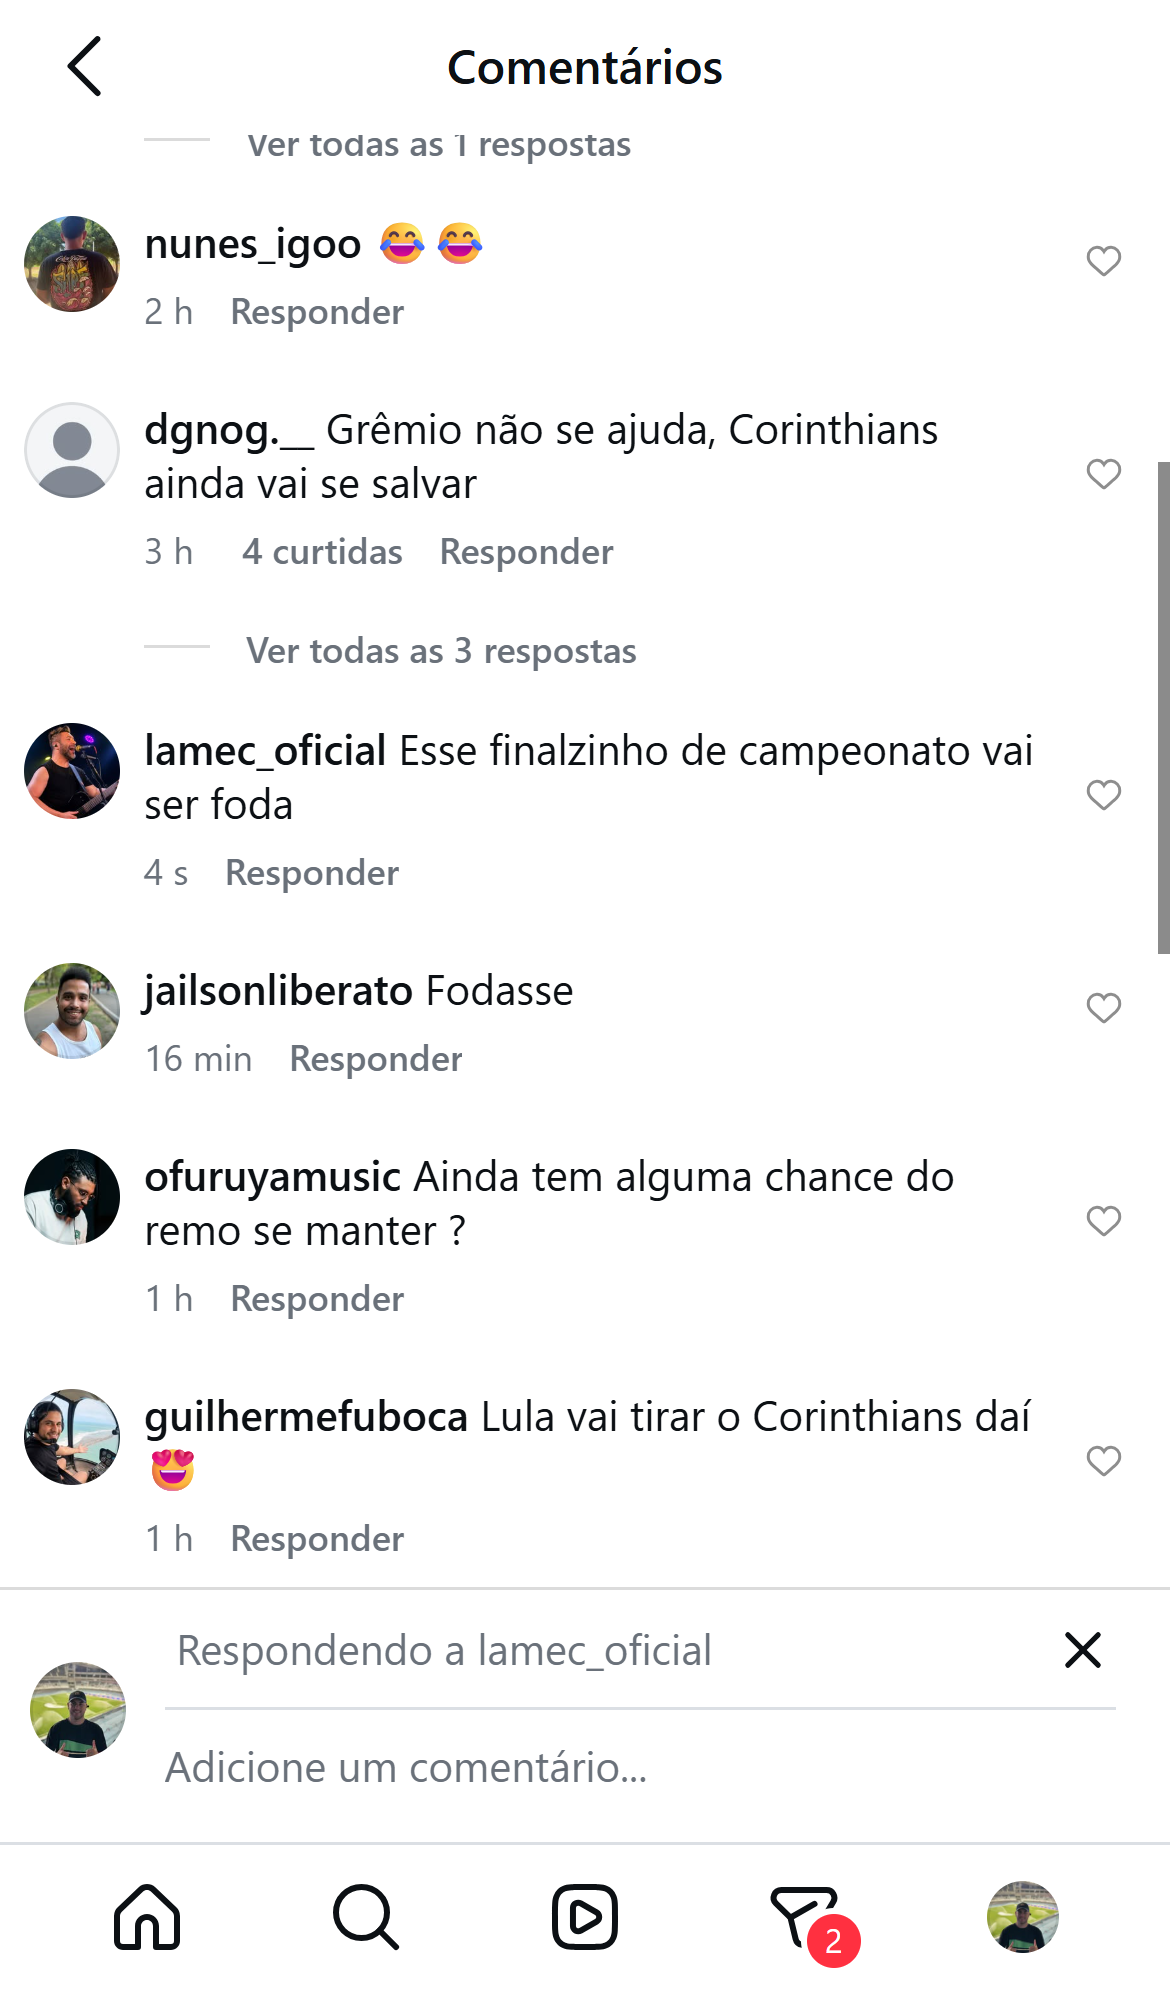 Comentários
Ver todas as 1 respostas
nunes_igoo 😂😂
2 h Responder
dgnog.__ Grêmio não se ajuda, Corinthians
ainda vai se salvar
3 h 4 curtidas Responder
Ver todas as 3 respostas
lamec_oficial Esse finalzinho de campeonato vai
ser foda
4 s Responder
jailsonliberato Fodasse
16 min Responder
ofuruyamusic Ainda tem alguma chance do
remo se manter ?
1 h Responder
guilhermefuboca Lula vai tirar o Corinthians daí
😍
1 h Responder
Respondendo a lamec_oficial
Adicione um comentário...
2